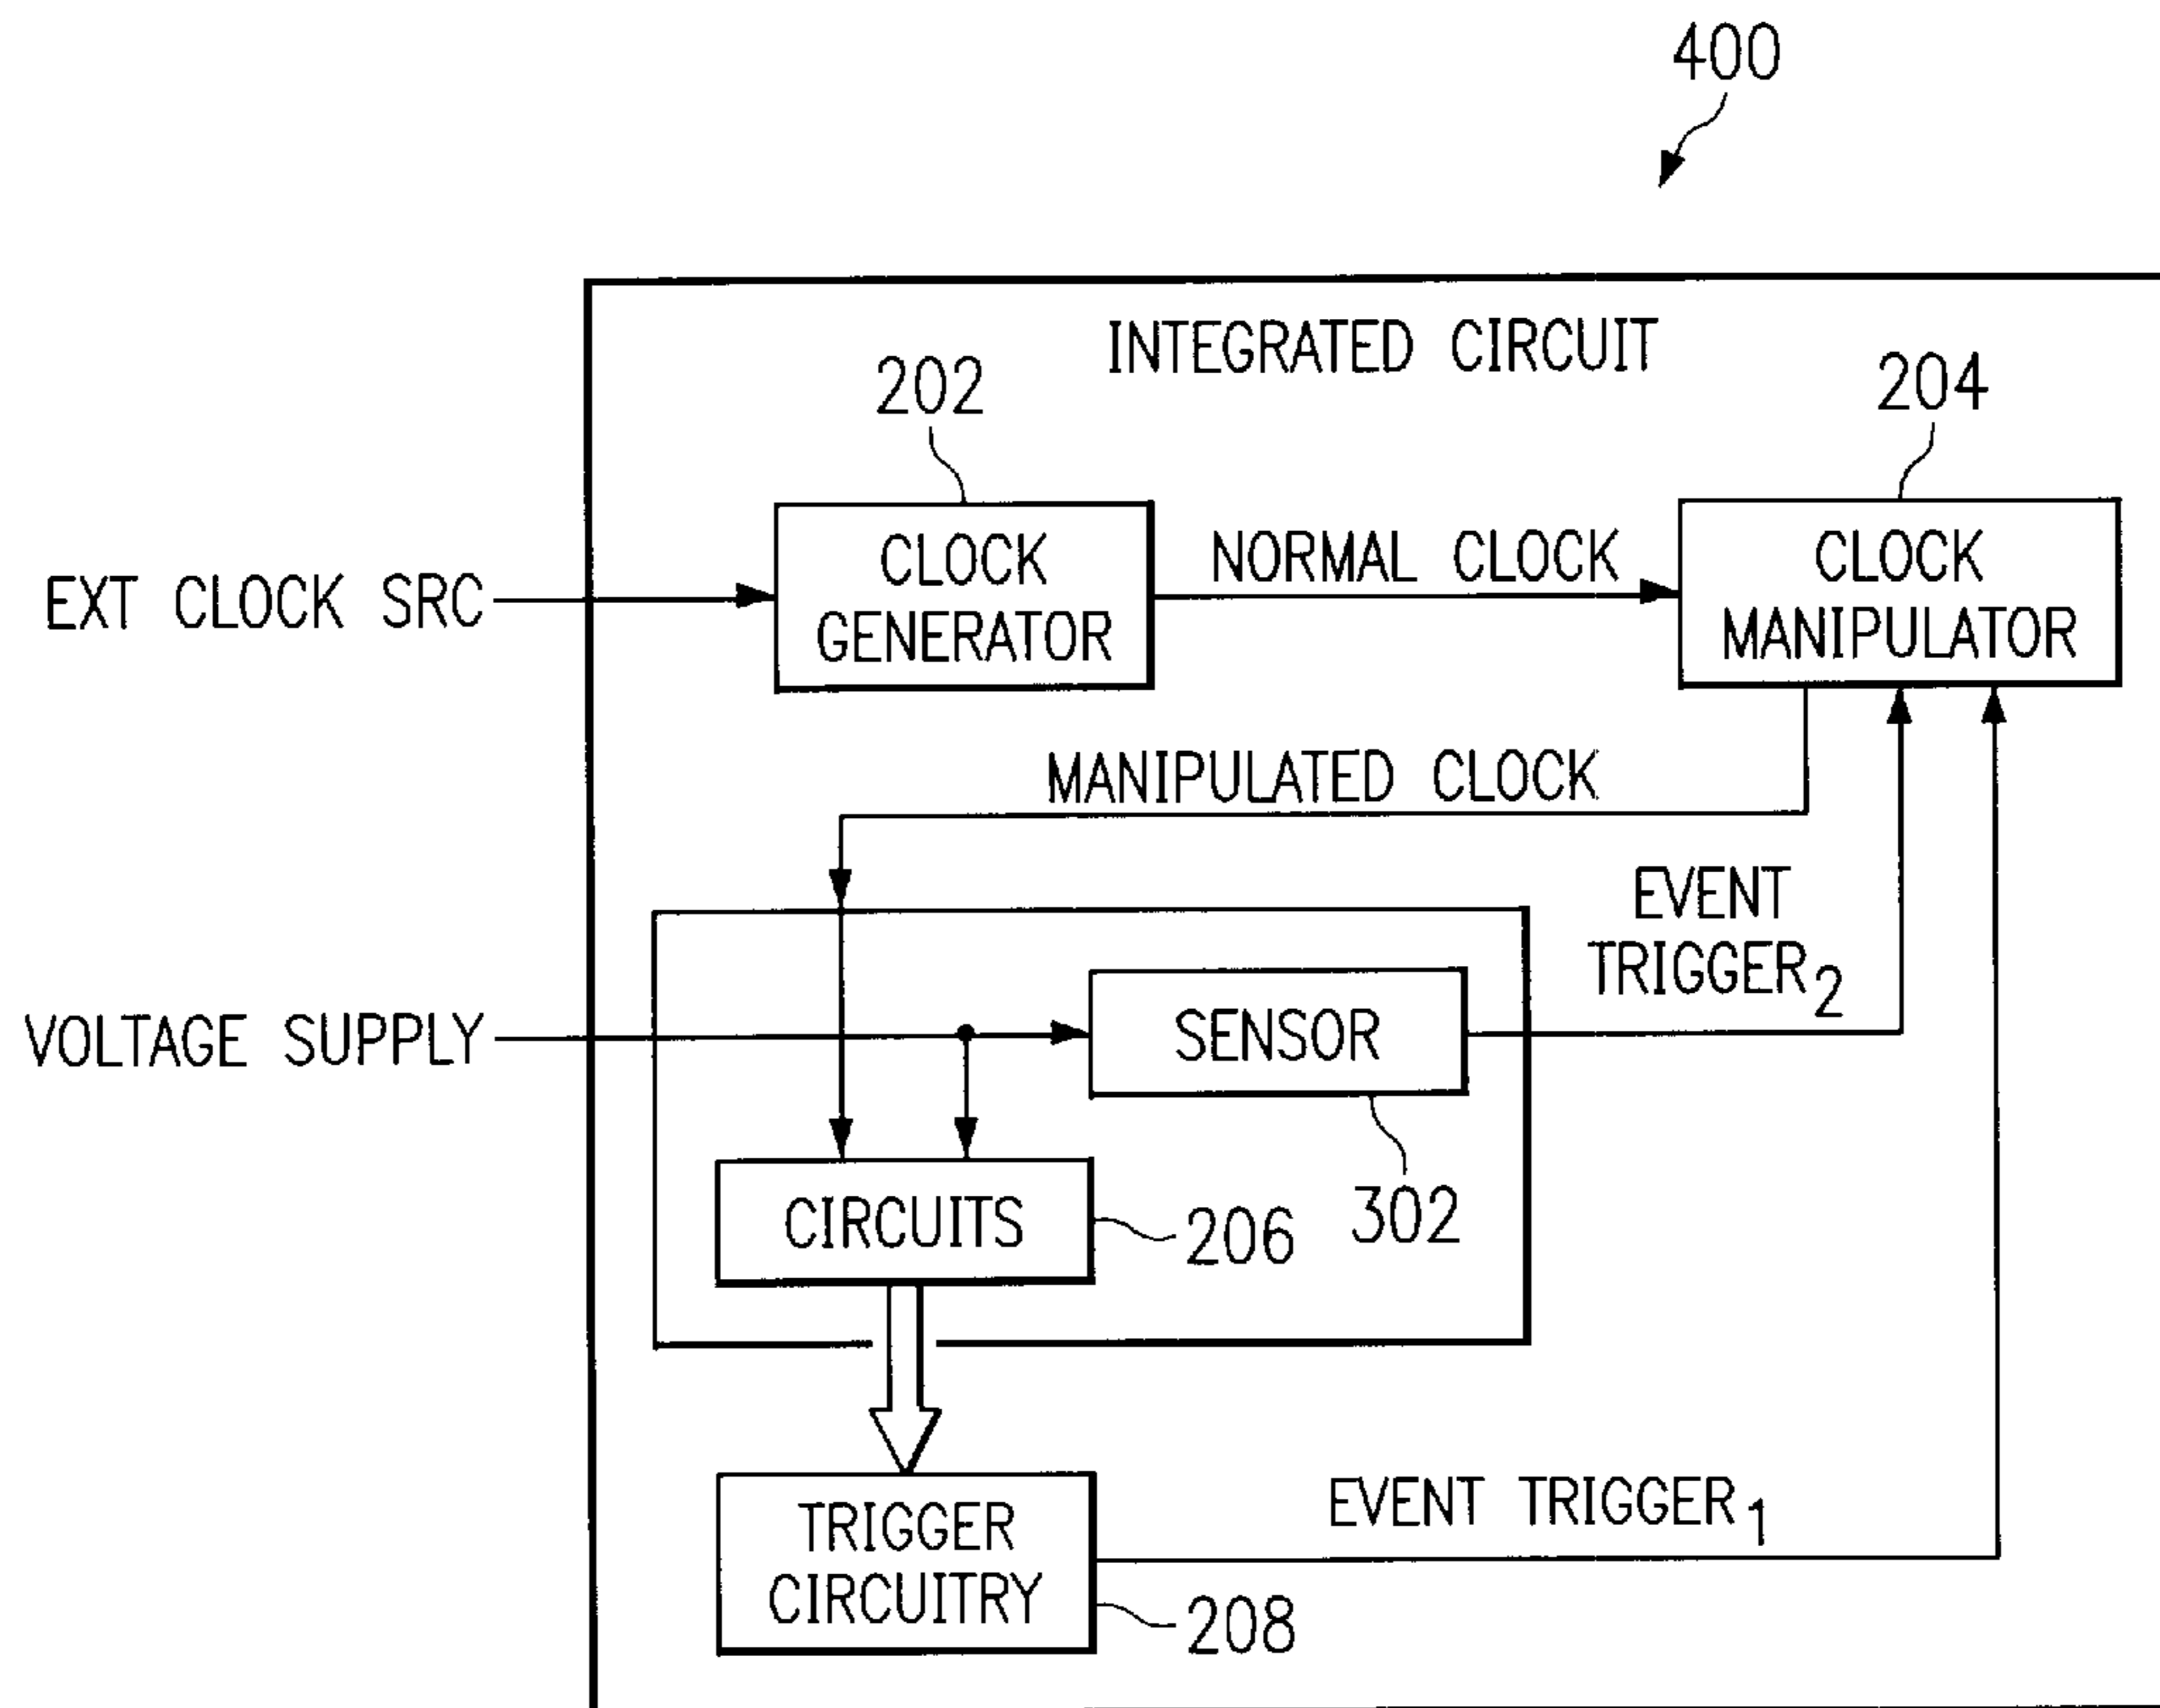 400
INTEGRATED CIRCUIT
202
204
CLOCK
GENERATOR
NORMAL CLOCK
CLOCK
MANIPULATOR
EXT CLOCK SRC
MANIPULATED CLOCK
EVENT
TRIGGER2
VOLTAGE SUPPLY
SENSOR
302
CIRCUITS
206
TRIGGER
CIRCUITRY
EVENT TRIGGER1
208